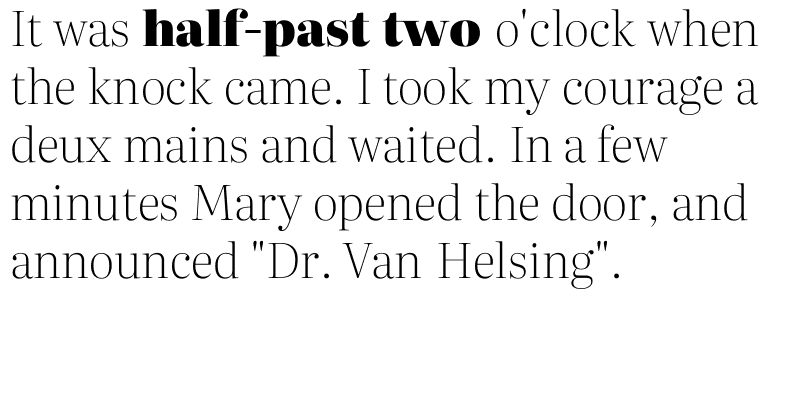 It was half-past two o'clock when
the knock came. I took my courage a
deux mains and waited. In a few
minutes Mary opened the door, and
announced "Dr. Van Helsing".